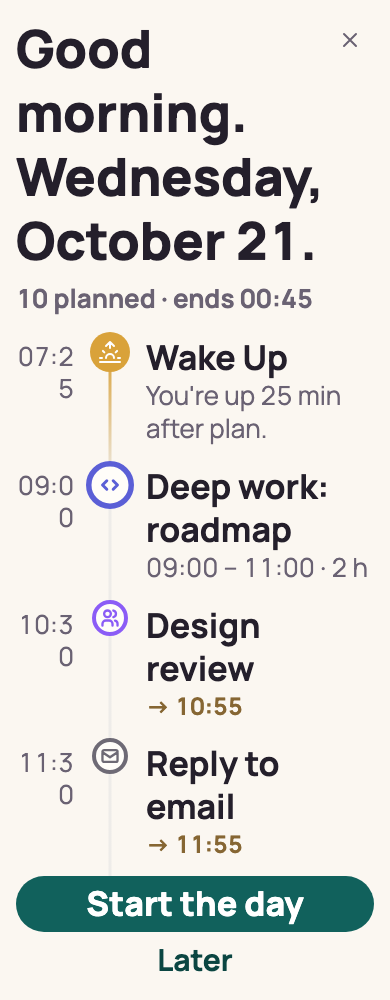 Good
morning.
Wednesday,
October 21.
10 planned · ends 00:45
07:2
5
Wake Up
You're up 25 min
after plan.
09:0
0
Deep work:
roadmap
09:00 – 11:00 · 2 h
10:3
0
Design
review
→ 10:55
11:3
0
Reply to
email
→ 11:55
Start the day
Later